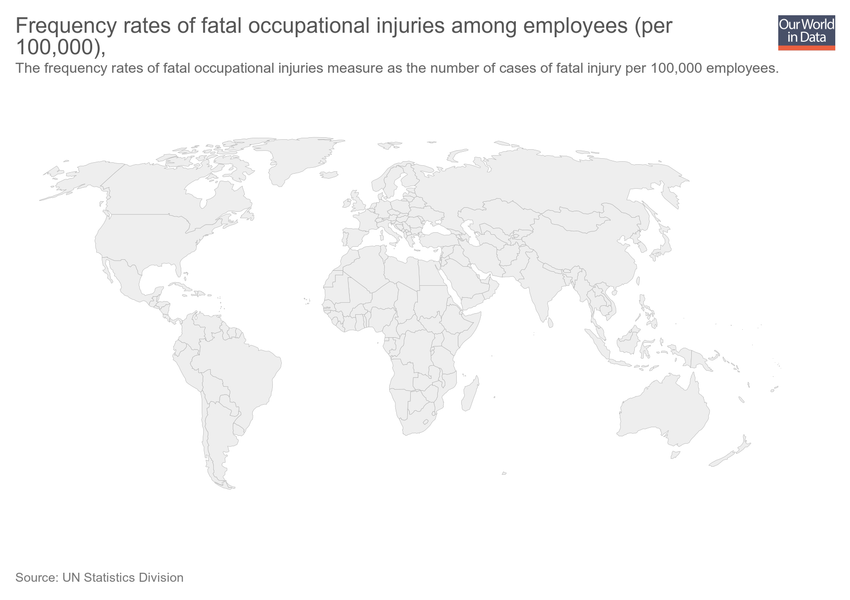 Frequency rates of fatal occupational injuries among employees (per
100,000),
Our World
in Data
The frequency rates of fatal occupational injuries measure as the number of cases of fatal injury per 100,000 employees.
Source: UN Statistics Division